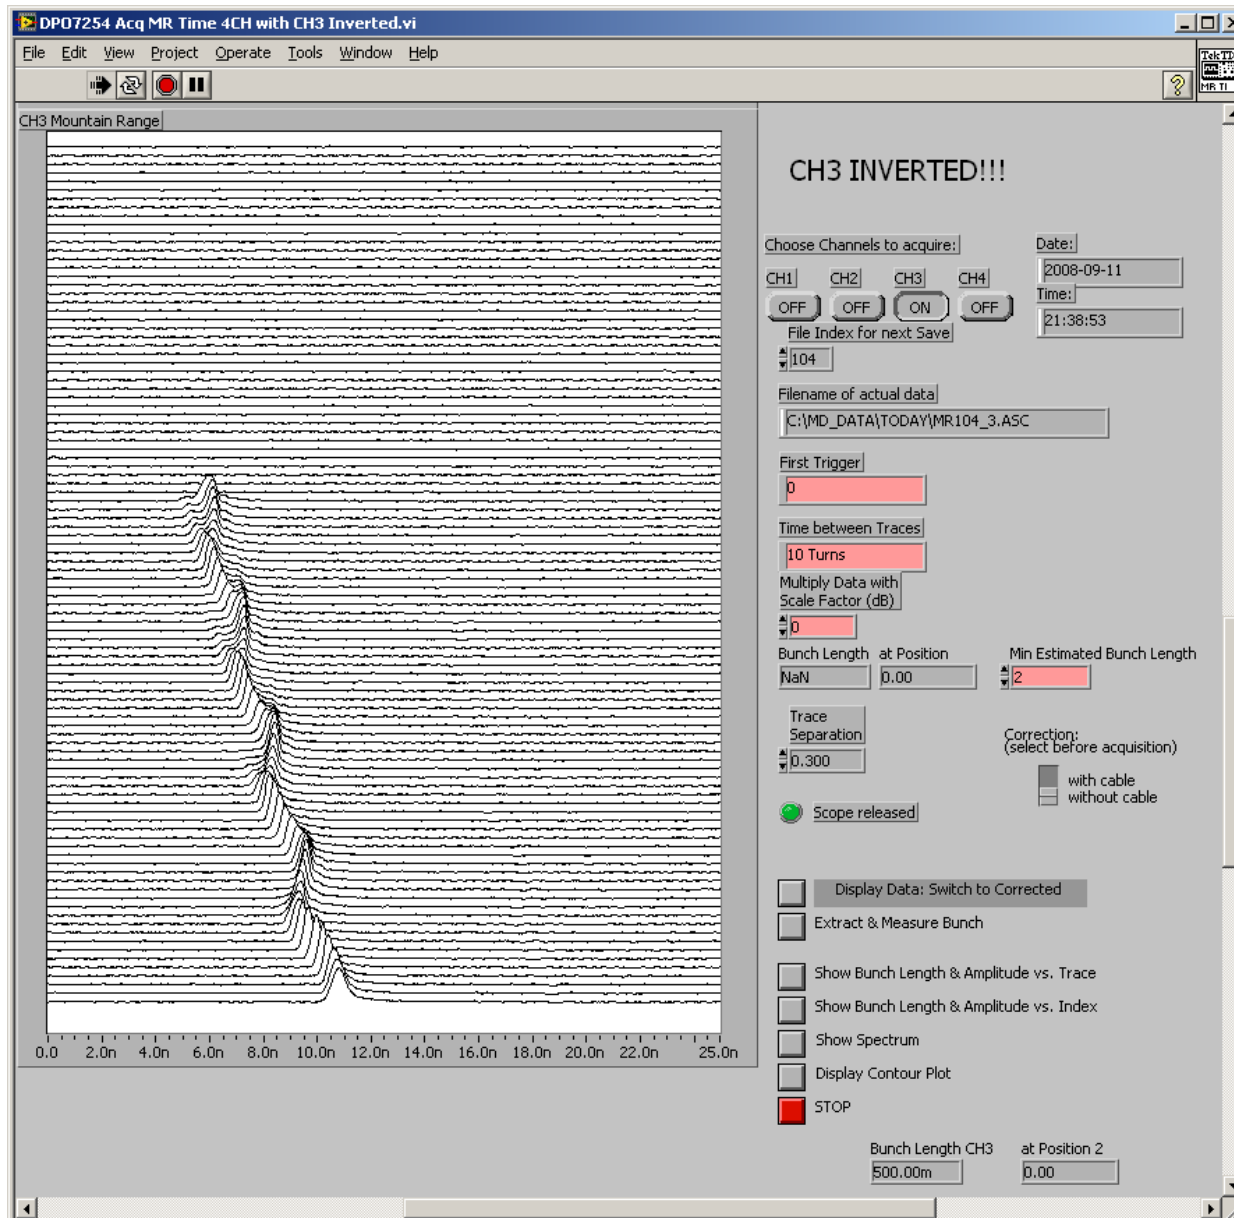 DPO7254 Acq MR Time 4CH with CH3 Inverted.vi
File Edit View Project Operate Tools Window Help
CH3 Mountain Range
0.0 2.0n 4.0n 6.0n 8.0n 10.0n 12.0n 14.0n 16.0n 18.0n 20.0n 22.0n 25.0n
CH3 INVERTED!!!
Choose Channels to acquire:
CH1 CH2 CH3 CH4
OFF OFF ON OFF
Date:
2008-09-11
Time:
21:38:53
File Index for next Save
104
Filename of actual data
C:\MD_DATA\TODAY\MR104_3.ASC
First Trigger
0
Time between Traces
10 Turns
Multiply Data with
Scale Factor (dB)
0
Bunch Length at Position Min Estimated Bunch Length
NaN 0.00 2
Trace
Separation
0.300
Correction:
(select before acquisition)
with cable
without cable
Scope released
Display Data: Switch to Corrected
Extract & Measure Bunch
Show Bunch Length & Amplitude vs. Trace
Show Bunch Length & Amplitude vs. Index
Show Spectrum
Display Contour Plot
STOP
Bunch Length CH3 at Position 2
500.00m 0.00